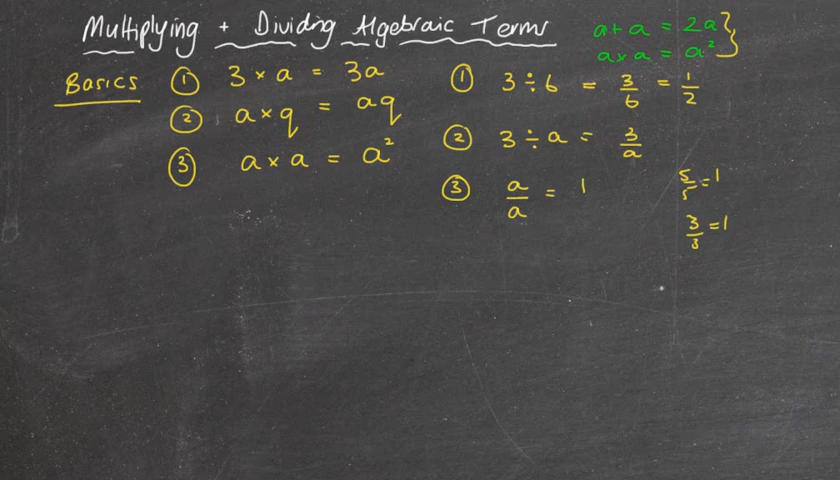 Multiplying + Dividing Algebraic Terms
a + a = 2a
a × a = a² }
Basics
① 3 × a = 3a
② a × q = aq
③ a × a = a²
① 3 ÷ 6 = 3/6 = 1/2
② 3 ÷ a = 3/a
③ a/a = 1
5/5 = 1
3/3 = 1